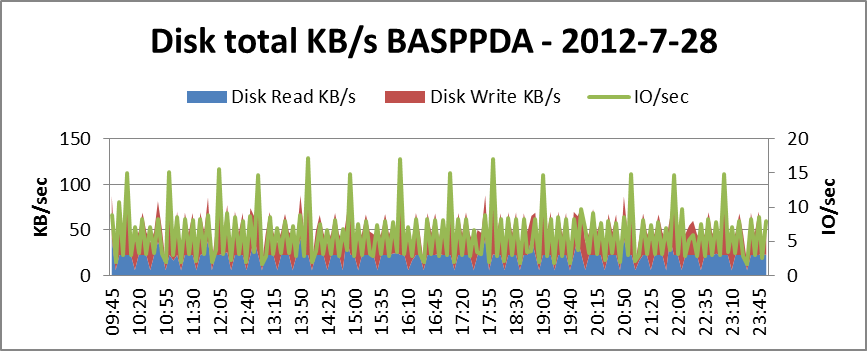 Disk total KB/s BASPPDA - 2012-7-28
Disk Read KB/s Disk Write KB/s IO/sec
150 20
15
100
10
50
5
0 0
KB/sec
IO/sec
09:45 10:20 10:55 11:30 12:05 12:40 13:15 13:50 14:25 15:00 15:35 16:10 16:45 17:20 17:55 18:30 19:05 19:40 20:15 20:50 21:25 22:00 22:35 23:10 23:45